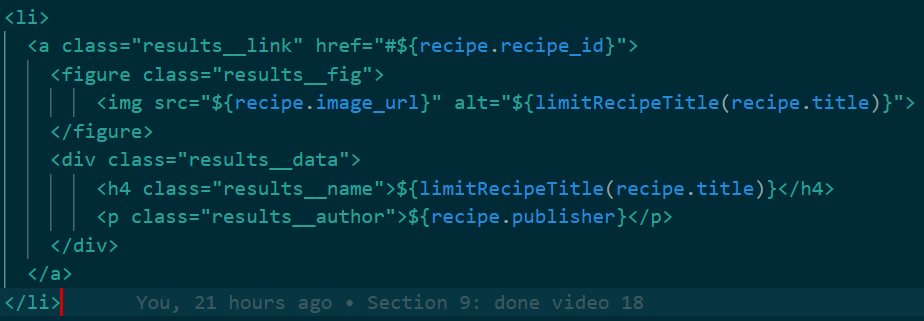 <li>
<a class="results__link" href="#${recipe.recipe_id}">
<figure class="results__fig">
<img src="${recipe.image_url}" alt="${limitRecipeTitle(recipe.title)}">
</figure>
<div class="results__data">
<h4 class="results__name">${limitRecipeTitle(recipe.title)}</h4>
<p class="results__author">${recipe.publisher}</p>
</div>
</a>
</li> You, 21 hours ago • Section 9: done video 18